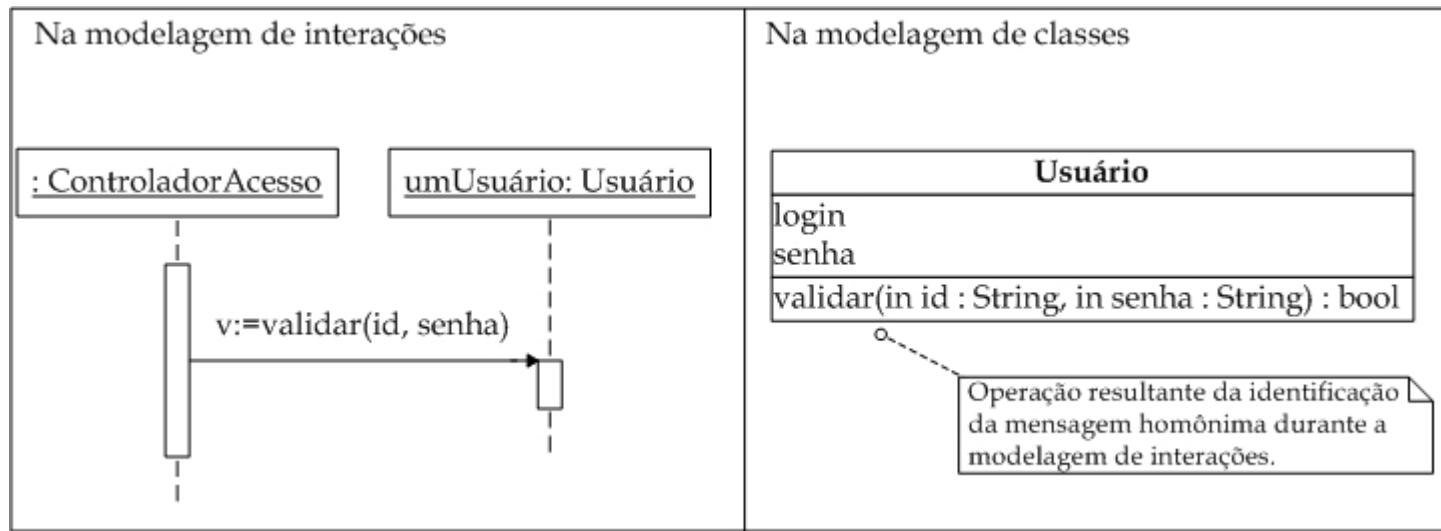 Na modelagem de interações
: ControladorAcesso
umUsuário: Usuário
v:=validar(id, senha)
Na modelagem de classes
Usuário
login
senha
validar(in id : String, in senha : String) : bool
Operação resultante da identificação
da mensagem homônima durante a
modelagem de interações.